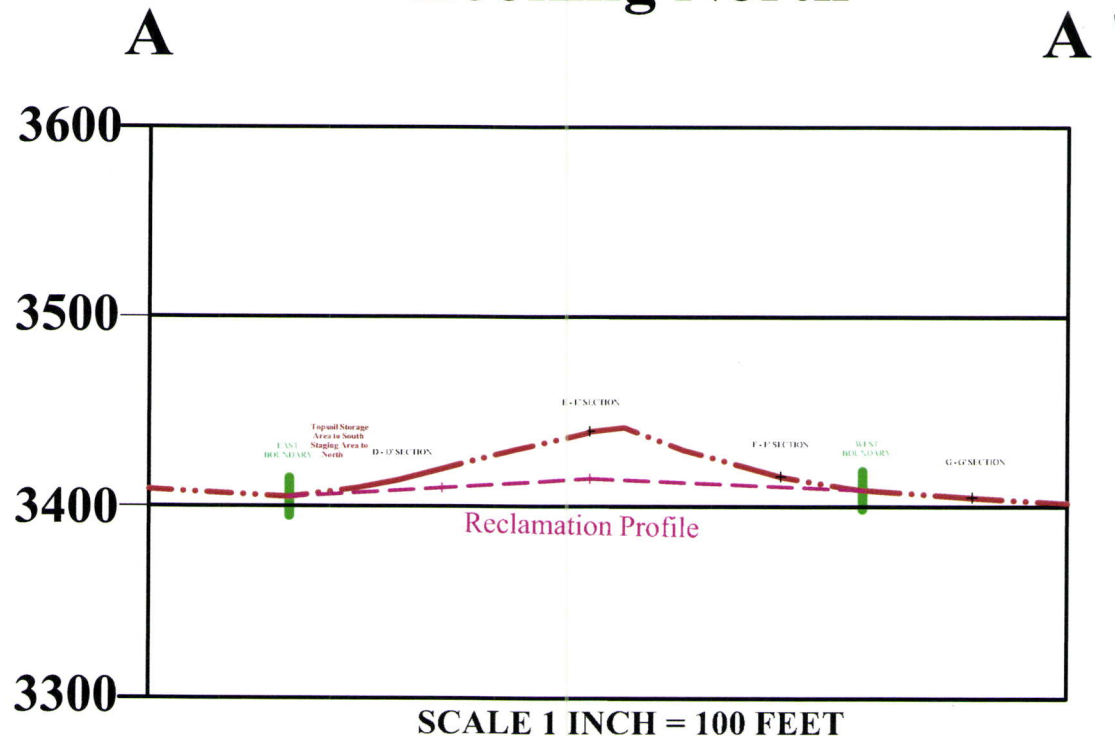 A
A
3600
3500
3400
3300
E - E' SECTION
Topsoil Storage
Area to South
Staging Area to
North
EAST
BOUNDARY
D - D' SECTION
F - F' SECTION
WEST
BOUNDARY
G - G' SECTION
Reclamation Profile
SCALE 1 INCH = 100 FEET